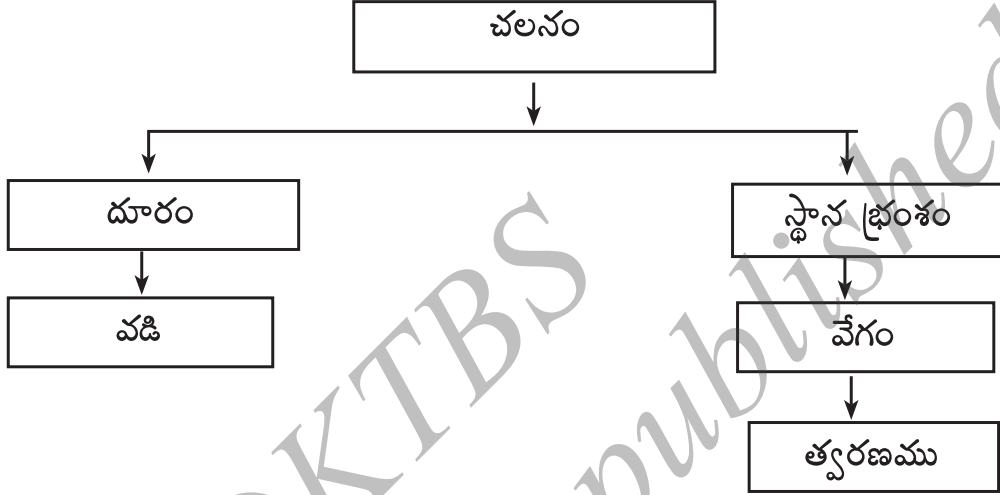 చలనం
దూరం
స్థాన భ్రంశం
వడి
వేగం
త్వరణము
KTBS
published